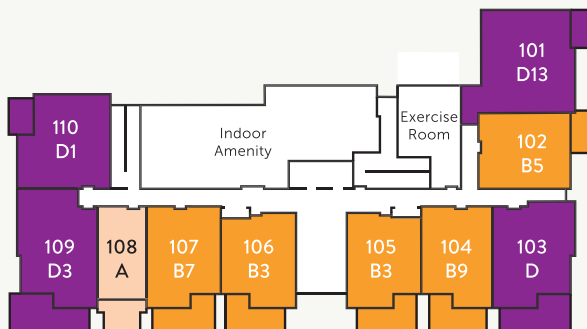 101
D13
110
D1
Indoor
Amenity
Exercise
Room
102
B5
109
D3
108
A
107
B7
106
B3
105
B3
104
B9
103
D